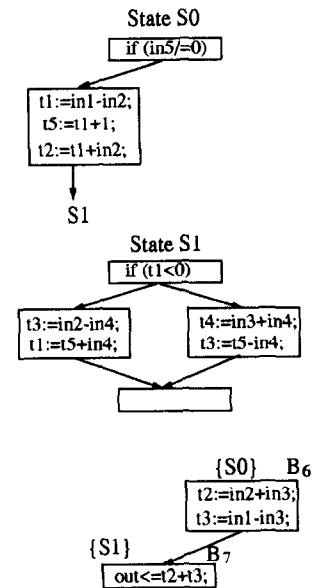 State S0
if (in5/=0)
t1:=in1-in2;
t5:=t1+1;
t2:=t1+in2;
S1
State S1
if (t1<0)
t3:=in2-in4;
t1:=t5+in4;
t4:=in3+in4;
t3:=t5-in4;
{S0} B6
t2:=in2+in3;
t3:=in1-in3;
{S1} B7
out<=t2+t3;